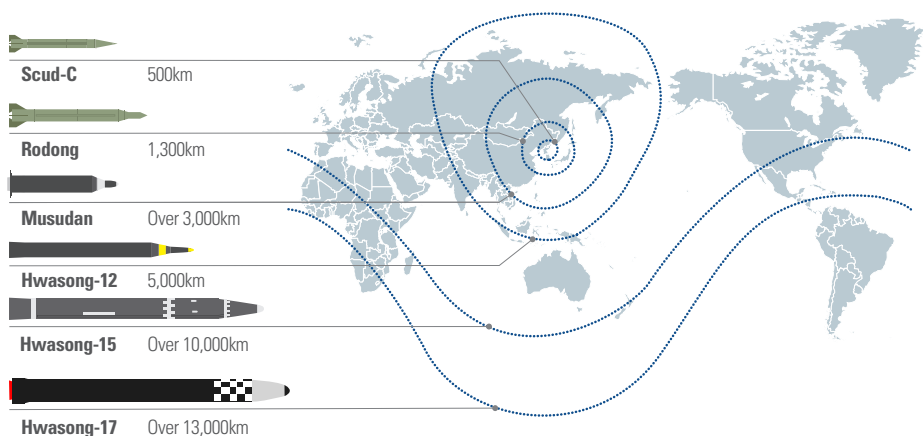 Scud-C 500km
Rodong 1,300km
Musudan Over 3,000km
Hwasong-12 5,000km
Hwasong-15 Over 10,000km
Hwasong-17 Over 13,000km